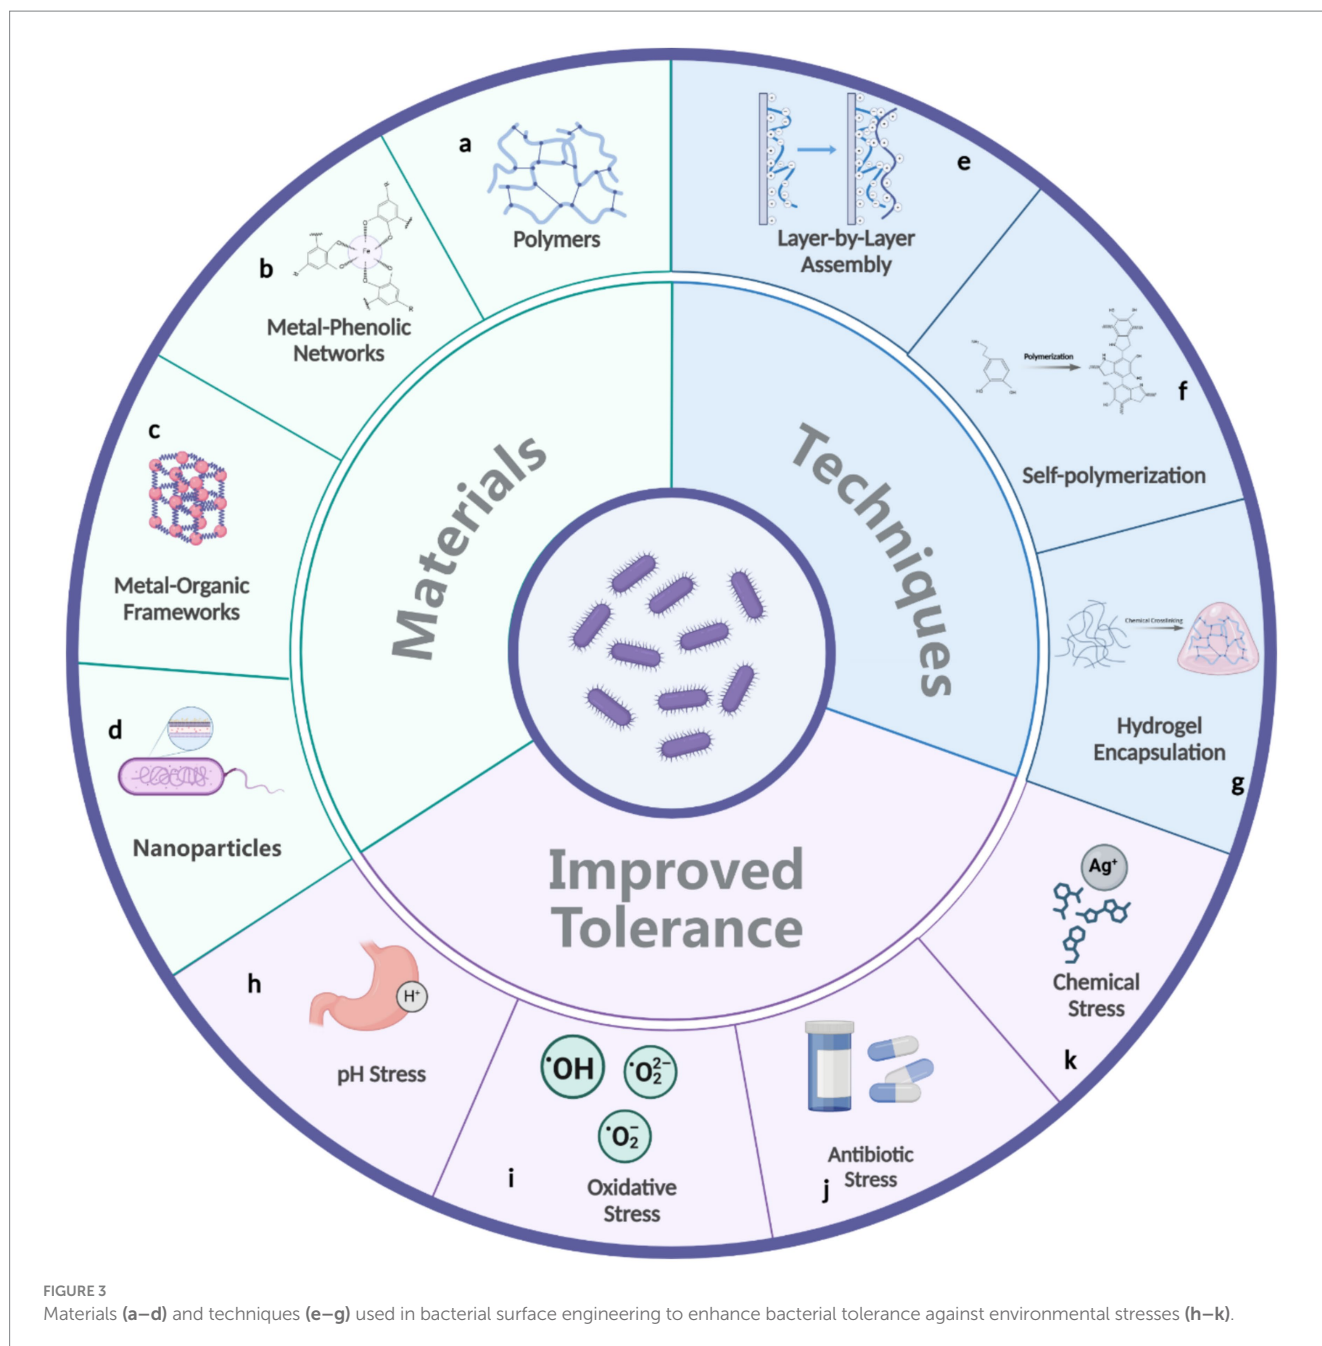 a
Polymers
b
Fe
R
Metal-Phenolic
Networks
c
Metal-Organic
Frameworks
d
Nanoparticles
e
Layer-by-Layer
Assembly
f
Polymerization
Self-polymerization
Chemical Crosslinking
Hydrogel
Encapsulation
g
Materials
Techniques
Improved
Tolerance
h
H⁺
pH Stress
i
•OH
•O₂²⁻
•O₂⁻
Oxidative
Stress
j
Antibiotic
Stress
k
Ag⁺
Chemical
Stress
FIGURE 3
Materials (a–d) and techniques (e–g) used in bacterial surface engineering to enhance bacterial tolerance against environmental stresses (h–k).